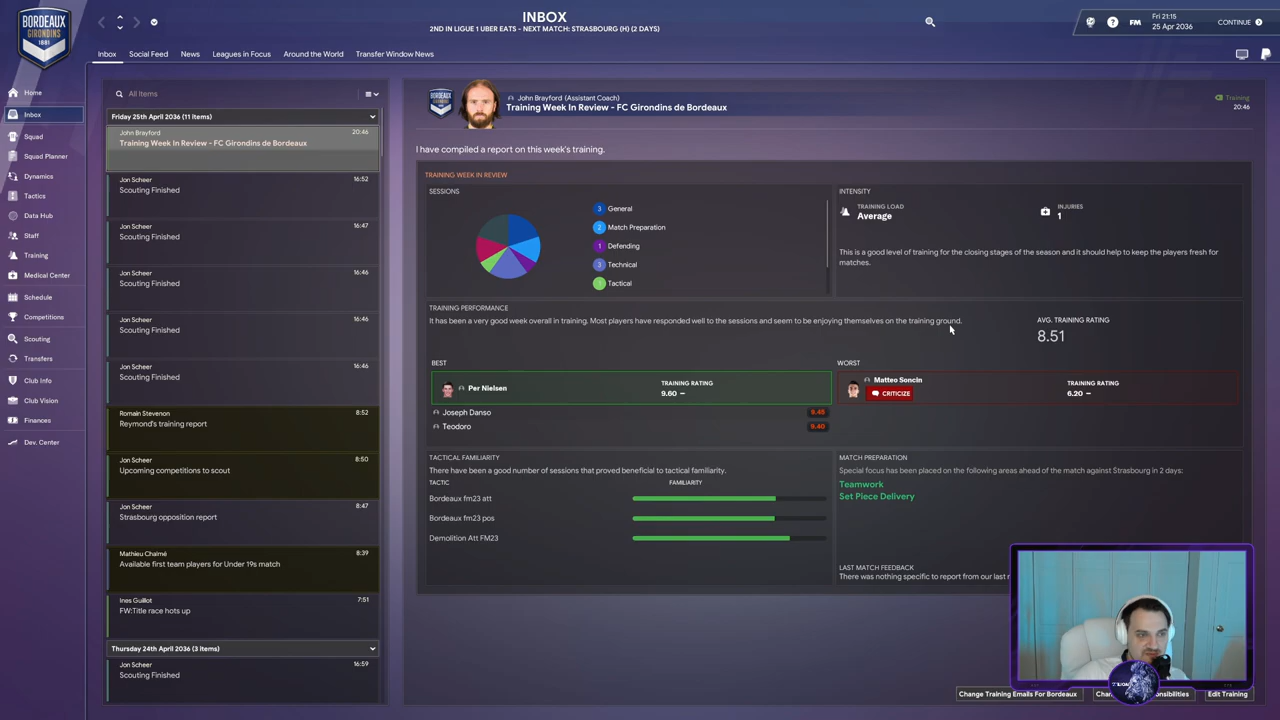 BORDEAUX
GIRONDINS
1881
INBOX
2ND IN LIGUE 1 UBER EATS - NEXT MATCH: STRASBOURG (H) (2 DAYS)
FM
Fri 21:15
25 Apr 2036
CONTINUE
Inbox
Social Feed
News
Leagues in Focus
Around the World
Transfer Window News
Home
Inbox
Squad
Squad Planner
Dynamics
Tactics
Data Hub
Staff
Training
Medical Center
Schedule
Competitions
Scouting
Transfers
Club Info
Club Vision
Finances
Dev. Center
All Items
Friday 25th April 2036 (11 items)
John Brayford
20:46
Training Week In Review - FC Girondins de Bordeaux
Jon Scheer
16:52
Scouting Finished
Jon Scheer
16:47
Scouting Finished
Jon Scheer
16:46
Scouting Finished
Jon Scheer
16:46
Scouting Finished
Jon Scheer
16:46
Scouting Finished
Romain Stevenon
8:52
Reymond's training report
Jon Scheer
8:50
Upcoming competitions to scout
Jon Scheer
8:47
Strasbourg opposition report
Mathieu Chalmé
8:39
Available first team players for Under 19s match
Ines Guillot
7:51
FW:Title race hots up
Thursday 24th April 2036 (3 items)
Jon Scheer
16:59
Scouting Finished
John Brayford (Assistant Coach)
Training Week In Review - FC Girondins de Bordeaux
Training
20:46
I have compiled a report on this week's training.
TRAINING WEEK IN REVIEW
SESSIONS
3 General
2 Match Preparation
1 Defending
3 Technical
1 Tactical
INTENSITY
TRAINING LOAD
Average
INJURIES
1
This is a good level of training for the closing stages of the season and it should help to keep the players fresh for
matches.
TRAINING PERFORMANCE
It has been a very good week overall in training. Most players have responded well to the sessions and seem to be enjoying themselves on the training ground.
AVG. TRAINING RATING
8.51
BEST
Per Nielsen
TRAINING RATING
9.60 –
Joseph Danso
9.45
Teodoro
9.40
WORST
Matteo Soncin
CRITICIZE
TRAINING RATING
6.20 –
TACTICAL FAMILIARITY
There have been a good number of sessions that proved beneficial to tactical familiarity.
TACTIC
FAMILIARITY
Bordeaux fm23 att
Bordeaux fm23 pos
Demolition Att FM23
MATCH PREPARATION
Special focus has been placed on the following areas ahead of the match against Strasbourg in 2 days:
Teamwork
Set Piece Delivery
LAST MATCH FEEDBACK
There was nothing specific to report from our last
Change Training Emails For Bordeaux
Edit Training